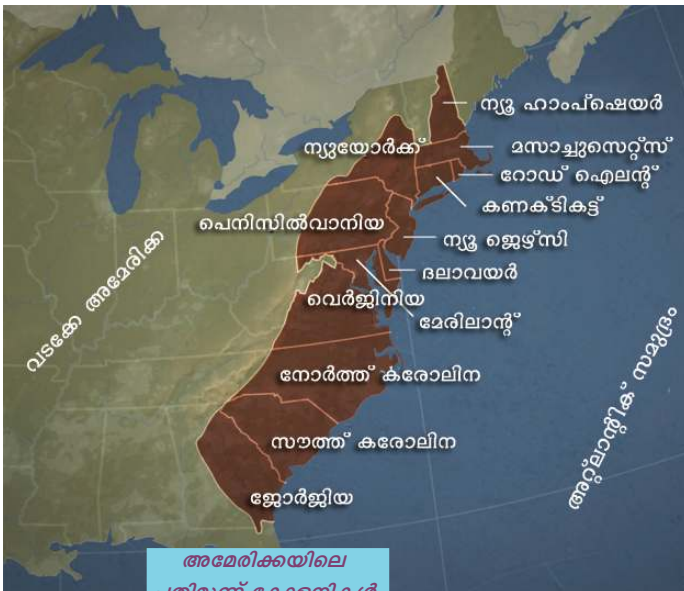 ന്യൂ ഹാംപ്ഷെയർ
ന്യുയോർക്ക്
മസാച്ചുസെറ്റ്സ്
റോഡ് ഐലന്റ്
കണക്ടികട്ട്
പെനിസിൽവാനിയ
ന്യൂ ജെഴ്സി
ദലാവയർ
വെർജിനിയ
മേരിലാന്റ്
വടക്കേ അമേരിക്ക
നോർത്ത് കരോലിന
സൗത്ത് കരോലിന
അറ്റ്ലാന്റിക് സമുദ്രം
ജ്ജോർജിയ
അമേരിക്കയിലെ